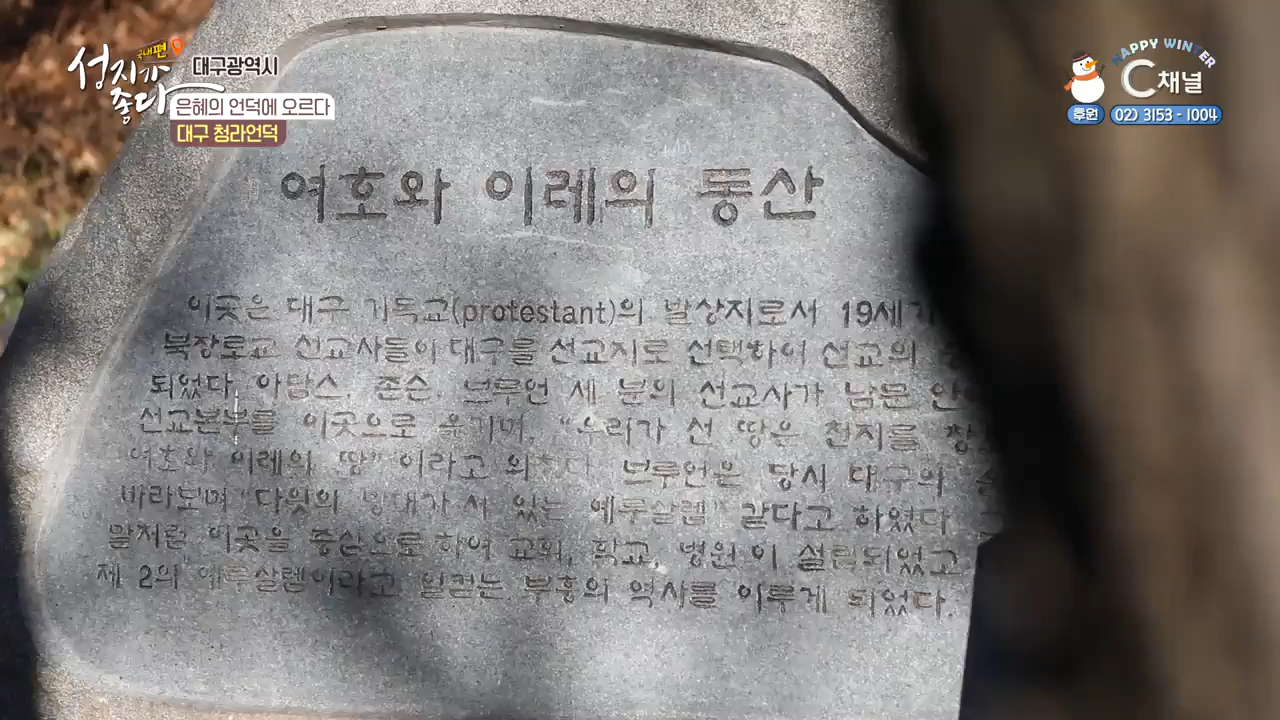 성지가 좋다 국내편
대구광역시
은혜의 언덕에 오르다
대구 청라언덕
HAPPY WINTER
C채널
후원 02) 3153 - 1004
여호와 이레의 동산
이곳은 대구 기독교(protestant)의 발상지로서 19세기
북장로교 선교사들이 대구를 선교지로 선택하여 선교의
되었다. 아담스, 존슨, 브루언 세 분의 선교사가 남문 안
선교본부를 이곳으로 옮기며, "우리가 선 땅은 천지를
여호와 이레의 땅" 이라고 외쳤다. 브루언은 당시 대구의
바라보며 "다윗의 망대가 서 있는 예루살렘" 같다고 하였다.
말처럼 이곳을 중심으로 하여 교회, 학교, 병원이 설립되었고
제 2의 예루살렘이라고 일컫는 부흥의 역사를 이루게 되었다.